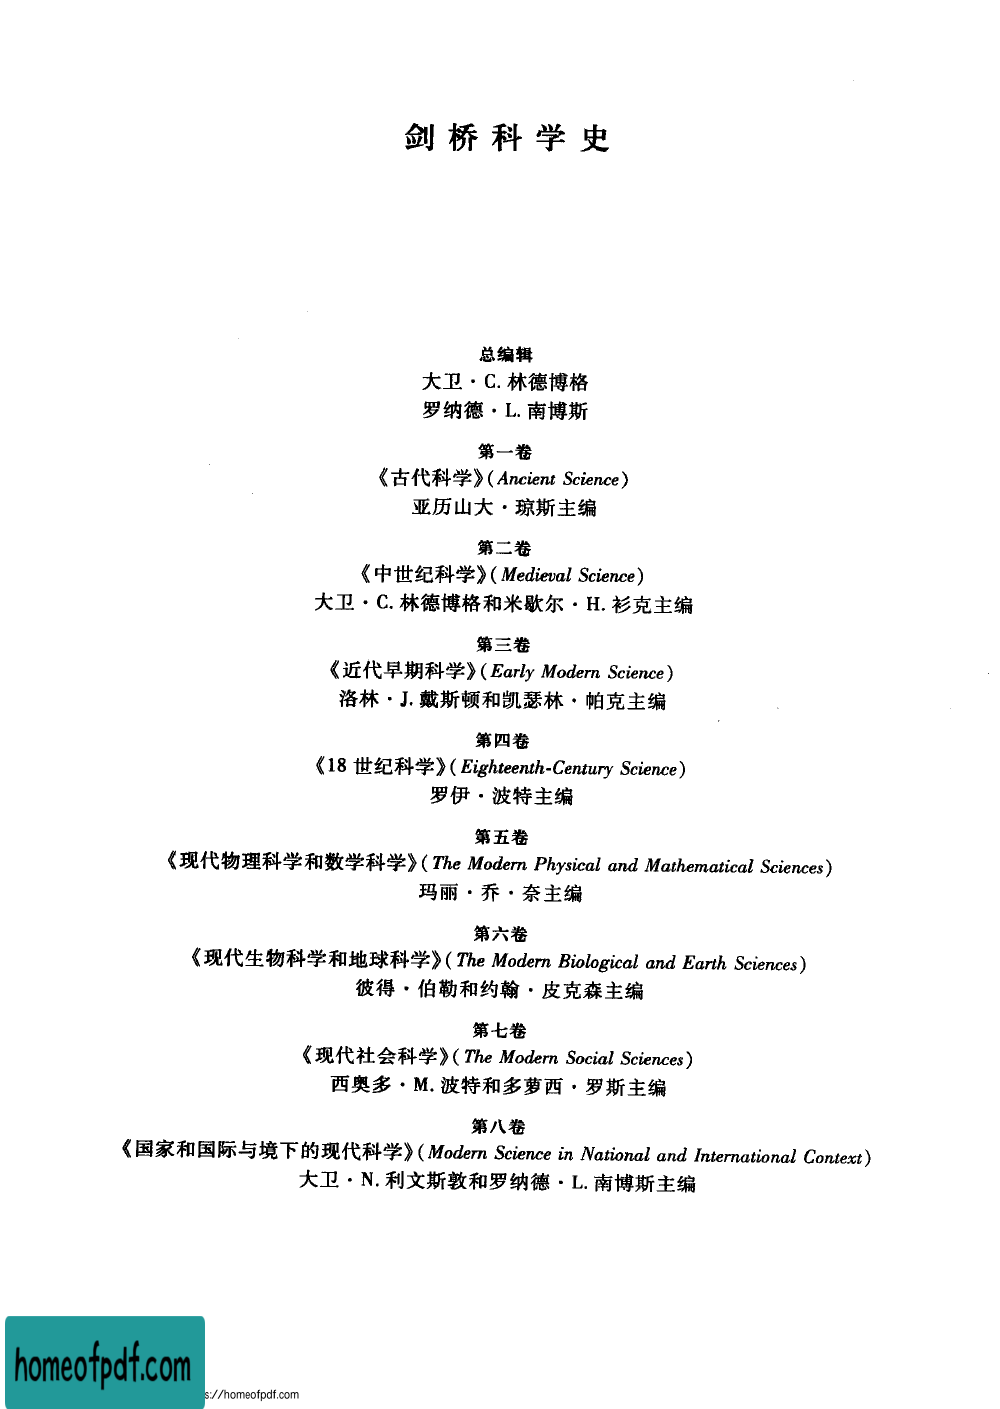 剑桥科学史
总编辑
大卫·C.林德博格
罗纳德·L.南博斯
第一卷
《古代科学》(Ancient Science)
亚历山大·琼斯主编
第二卷
《中世纪科学》(Medieval Science)
大卫·C.林德博格和米歇尔·H.衫克主编
第三卷
《近代早期科学》(Early Modern Science)
洛林·J.戴斯顿和凯瑟林·帕克主编
第四卷
《18世纪科学》(Eighteenth-Century Science)
罗伊·波特主编
第五卷
《现代物理科学和数学科学》(The Modern Physical and Mathematical Sciences)
玛丽·乔·奈主编
第六卷
《现代生物科学和地球科学》(The Modern Biological and Earth Sciences)
彼得·伯勒和约翰·皮克森主编
第七卷
《现代社会科学》(The Modern Social Sciences)
西奥多·M.波特和多萝西·罗斯主编
第八卷
《国家和国际与境下的现代科学》(Modern Science in National and International Context)
大卫·N.利文斯敦和罗纳德·L.南博斯主编
homeofpdf.com
s://homeofpdf.com